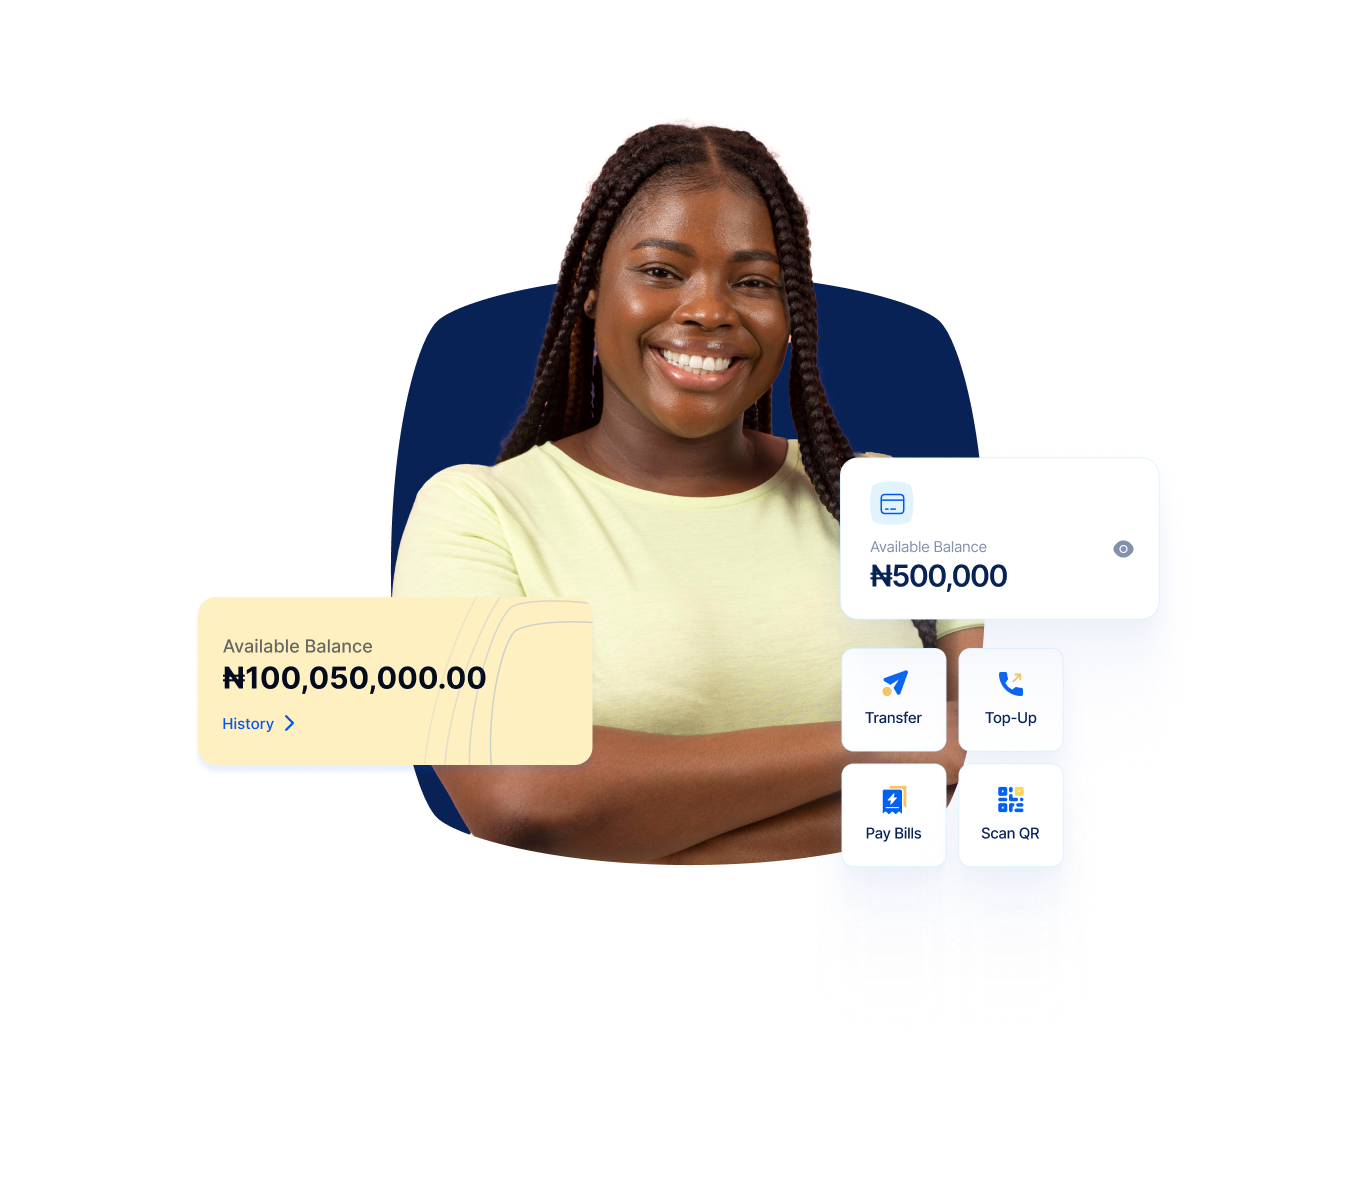 Available Balance
₦500,000
Available Balance
₦100,050,000.00
History
Transfer
Top-Up
Pay Bills
Scan QR